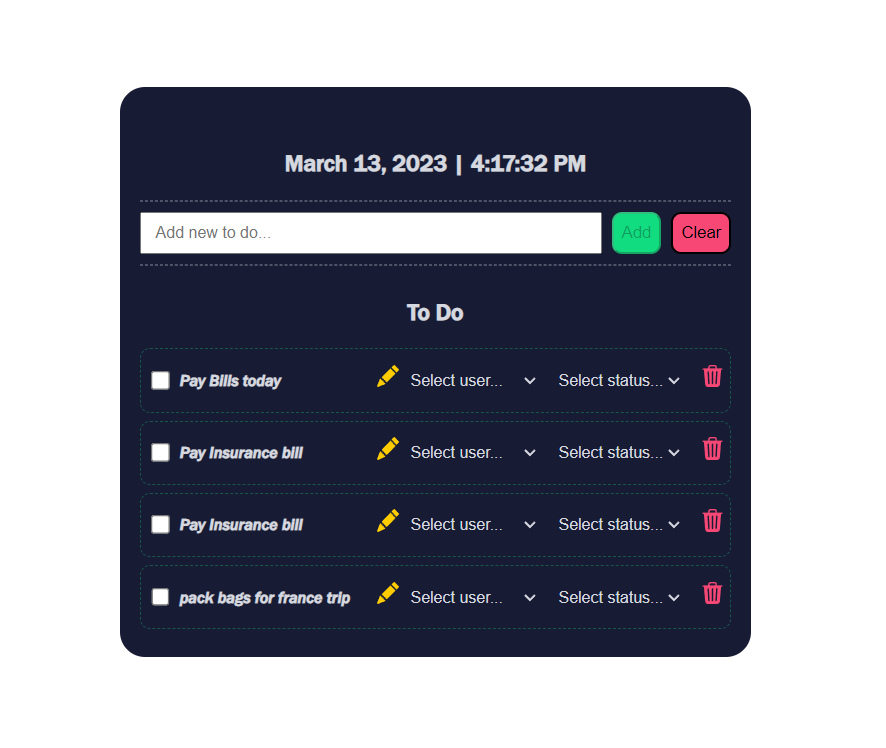 March 13, 2023 | 4:17:32 PM
Add new to do... Add Clear
To Do
Pay Bills today Select user... Select status...
Pay Insurance bill Select user... Select status...
Pay Insurance bill Select user... Select status...
pack bags for france trip Select user... Select status...